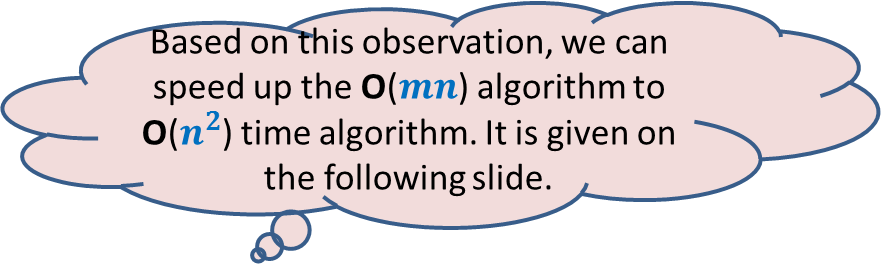 Based on this observation, we can
speed up the O(mn) algorithm to
O(n²) time algorithm. It is given on
the following slide.